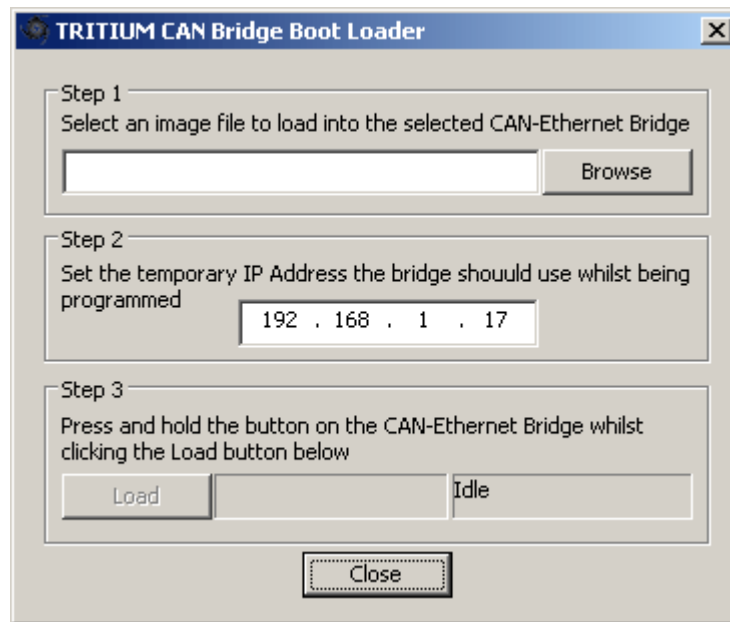 TRITIUM CAN Bridge Boot Loader
Step 1
Select an image file to load into the selected CAN-Ethernet Bridge
Browse
Step 2
Set the temporary IP Address the bridge shouuld use whilst being
programmed
192 . 168 . 1 . 17
Step 3
Press and hold the button on the CAN-Ethernet Bridge whilst
clicking the Load button below
Load
Idle
Close